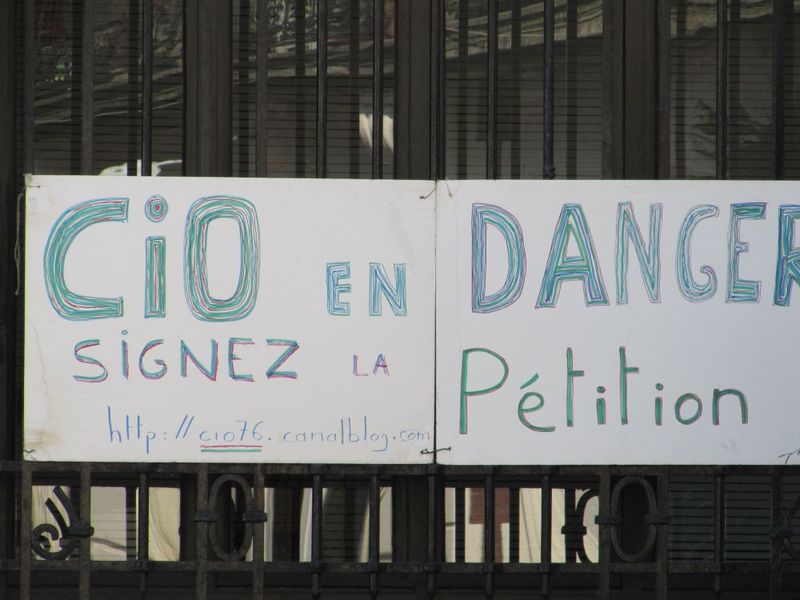 CiO EN DANGER
SIGNEZ LA Pétition
http://cio76.canalblog.com